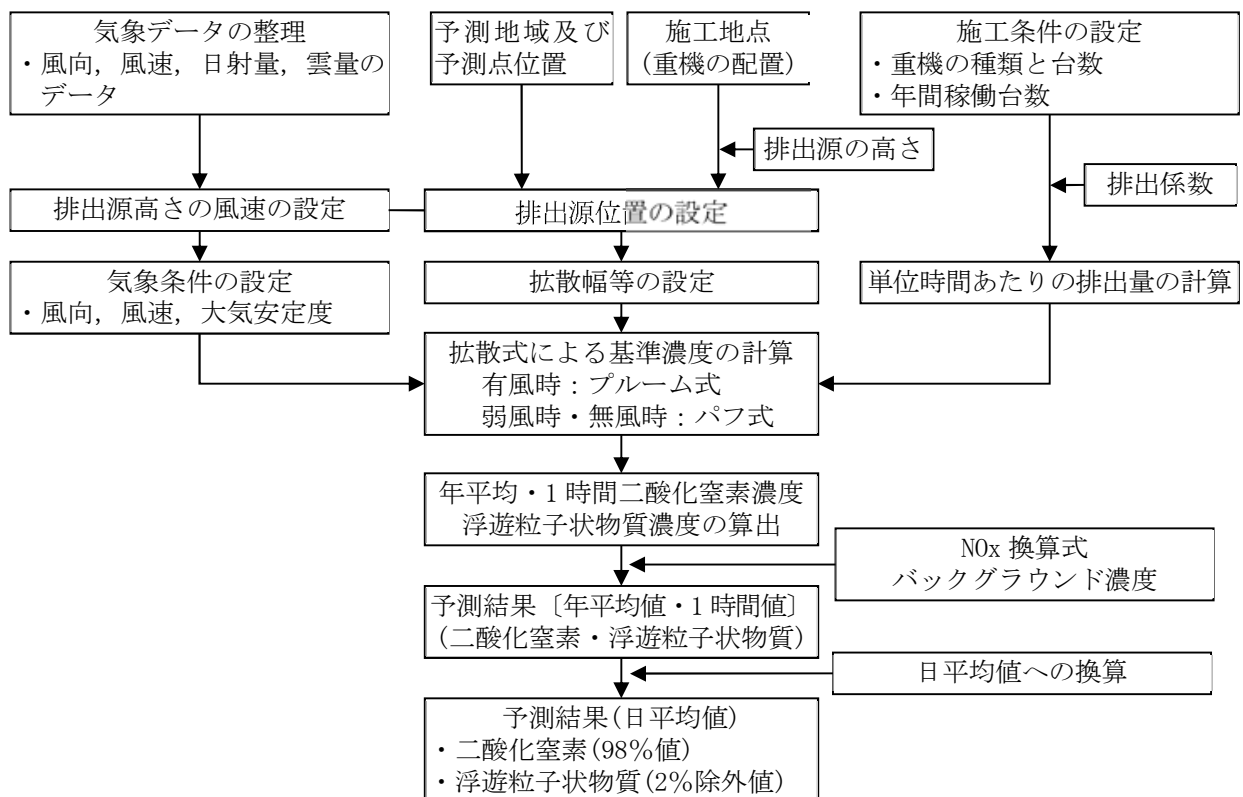 気象データの整理
・風向，風速，日射量，雲量の
データ
予測地域及び
予測点位置
施工地点
(重機の配置)
施工条件の設定
・重機の種類と台数
・年間稼働台数
排出源の高さ
排出係数
排出源高さの風速の設定
排出源位置の設定
気象条件の設定
・風向，風速，大気安定度
拡散幅等の設定
単位時間あたりの排出量の計算
拡散式による基準濃度の計算
有風時：プルーム式
弱風時・無風時：パフ式
年平均・1時間二酸化窒素濃度
浮遊粒子状物質濃度の算出
NOx 換算式
バックグラウンド濃度
予測結果〔年平均値・1時間値〕
(二酸化窒素・浮遊粒子状物質)
日平均値への換算
予測結果(日平均値)
・二酸化窒素(98%値)
・浮遊粒子状物質(2%除外値)